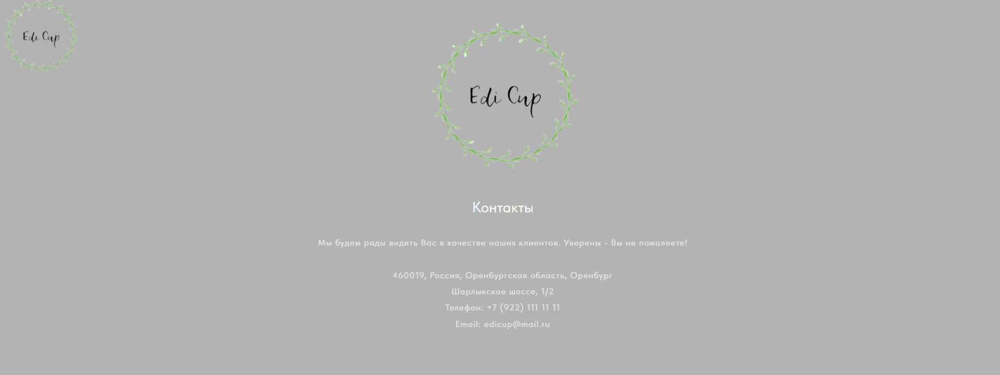 Edi Cup
Edi Cup
Контакты
Мы будем рады видеть Вас в качестве наших клиентов. Уверены - Вы не пожалеете!
460019, Россия, Оренбургская область, Оренбург
Шарлыкское шоссе, 1/2
Телефон: +7 (922) 111 11 11
Email: edicup@mail.ru